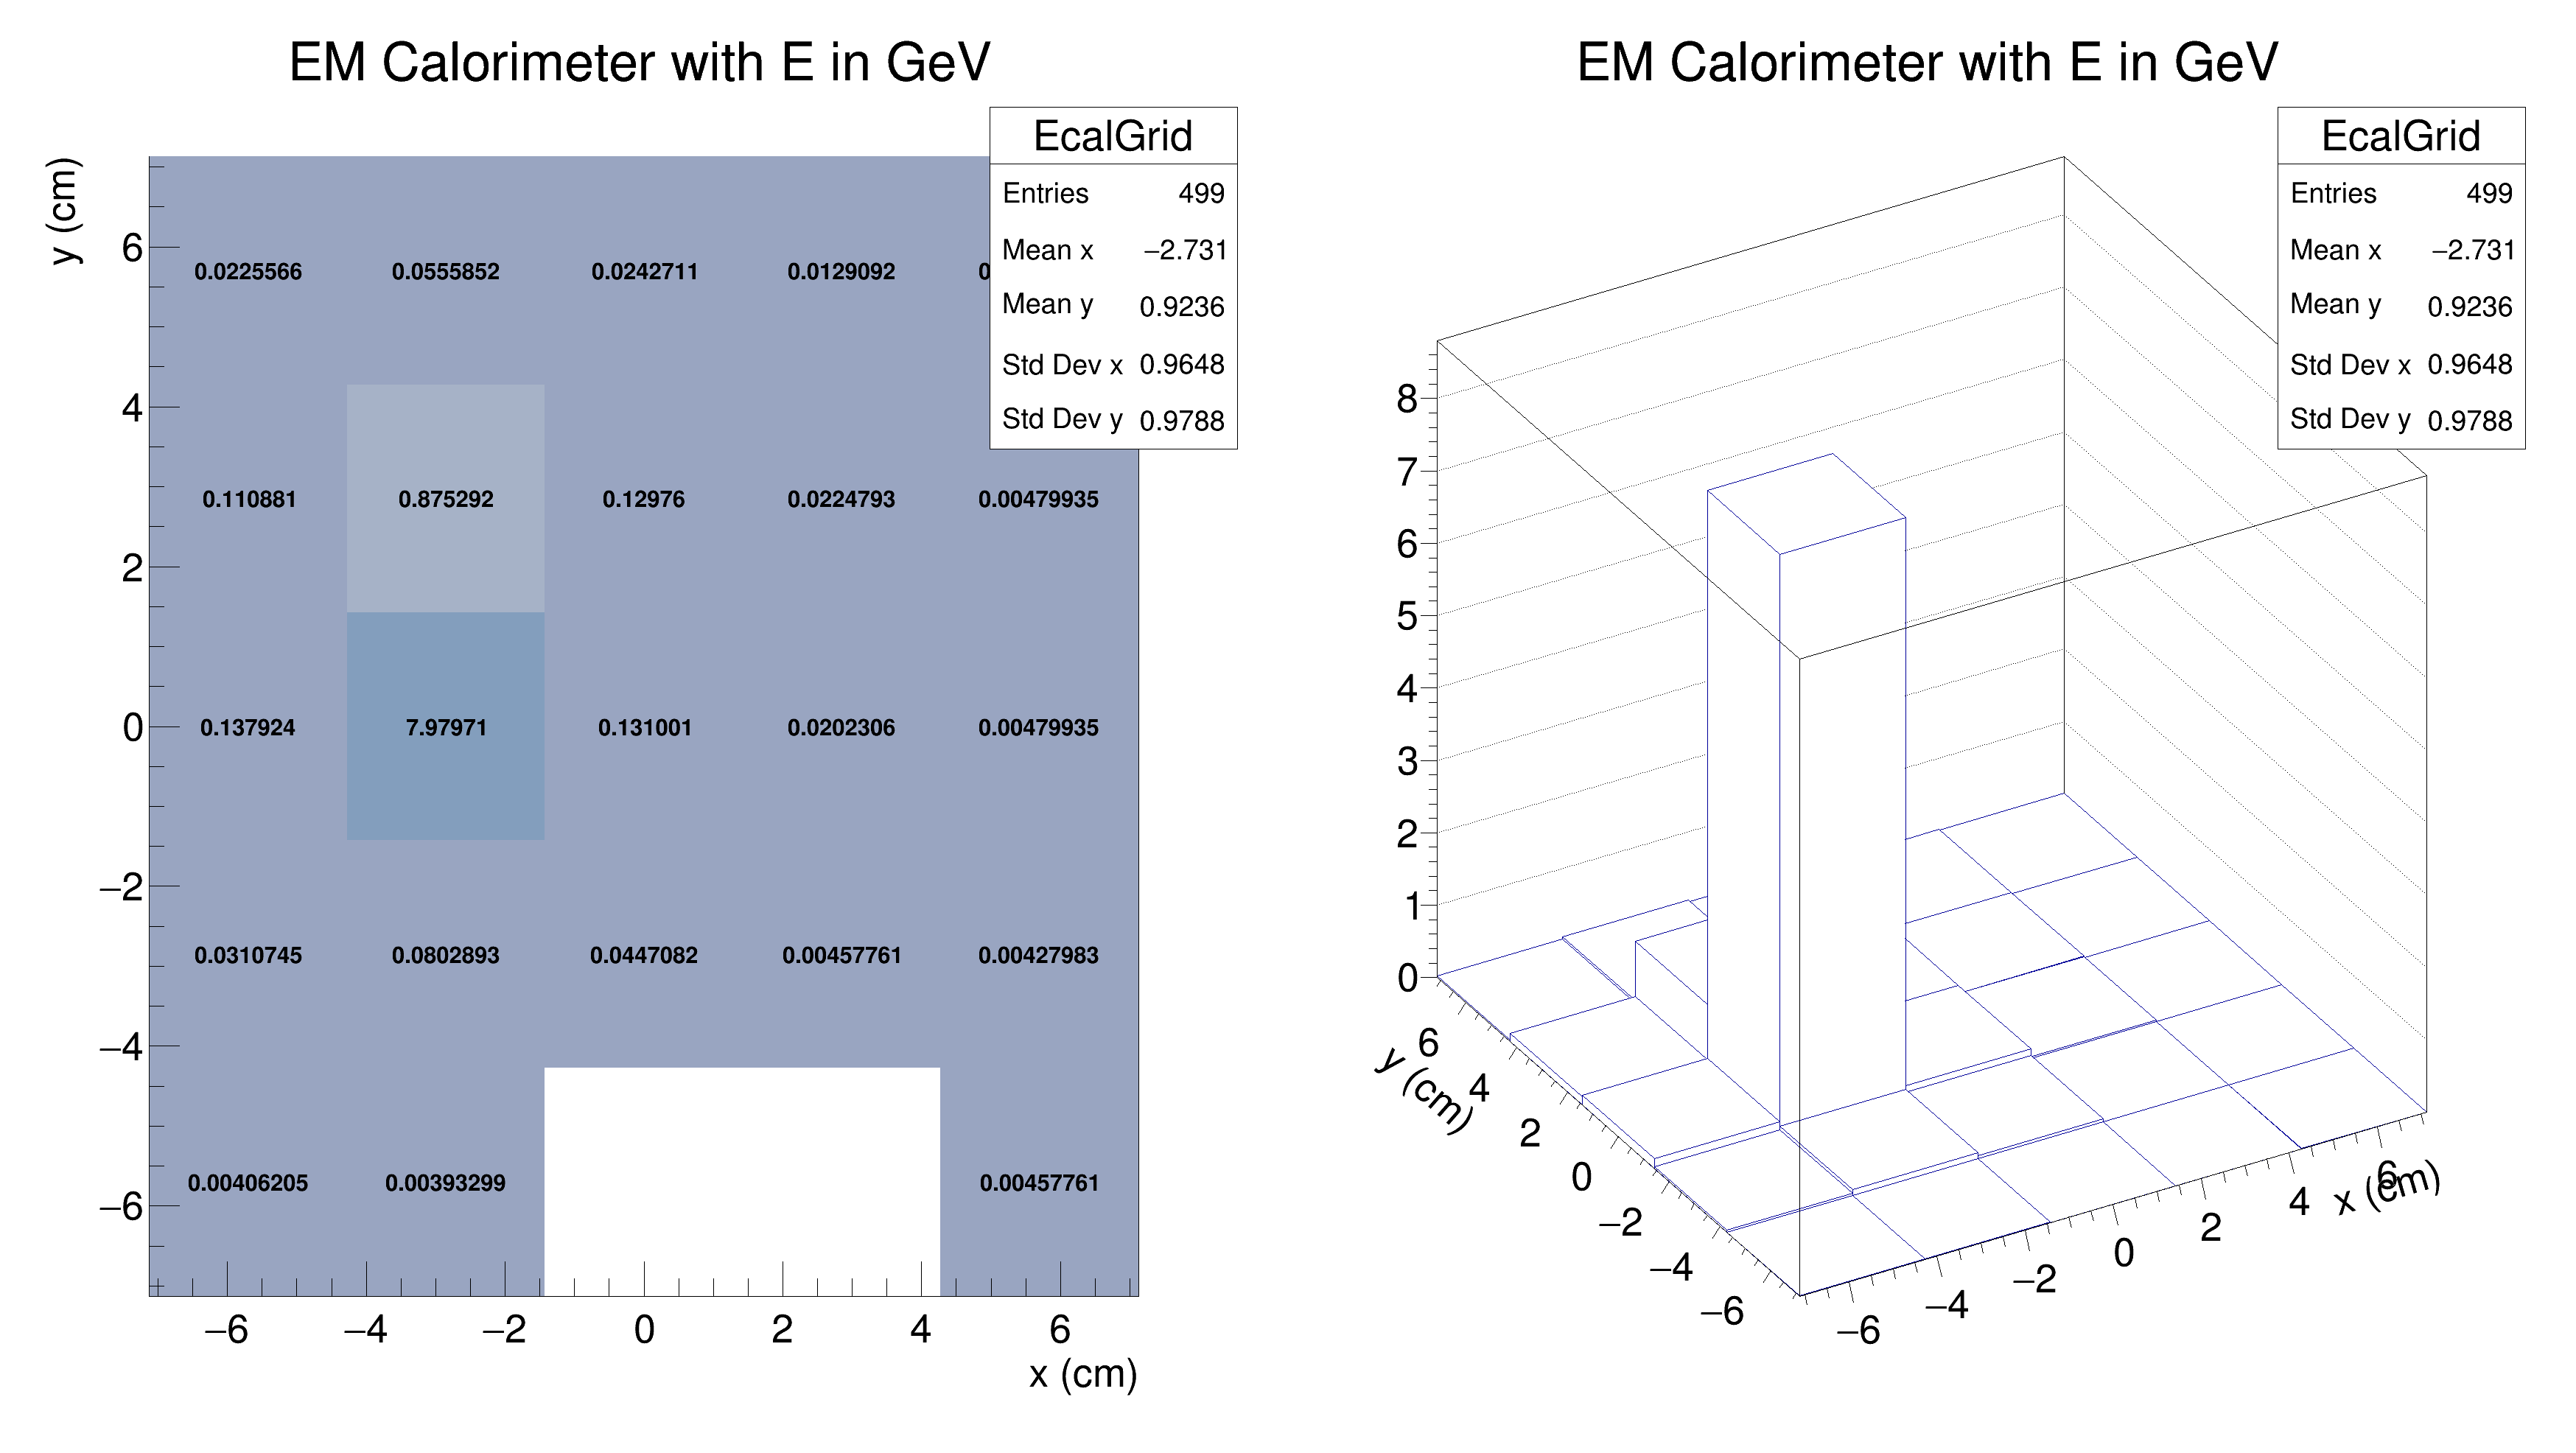 EM Calorimeter with E in GeV
EcalGrid
Entries 499
Mean x −2.731
Mean y 0.9236
Std Dev x 0.9648
Std Dev y 0.9788
y (cm)
6
4
2
0
−2
−4
−6
0.0225566 0.0555852 0.0242711 0.0129092
0.110881 0.875292 0.12976 0.0224793 0.00479935
0.137924 7.97971 0.131001 0.0202306 0.00479935
0.0310745 0.0802893 0.0447082 0.00457761 0.00427983
0.00406205 0.00393299 0.00457761
−6 −4 −2 0 2 4 6
x (cm)
EM Calorimeter with E in GeV
EcalGrid
Entries 499
Mean x −2.731
Mean y 0.9236
Std Dev x 0.9648
Std Dev y 0.9788
8
7
6
5
4
3
2
1
0
y (cm)
6
4
2
0
−2
−4
−6
−6 −4 −2 0 2 4 6
x (cm)